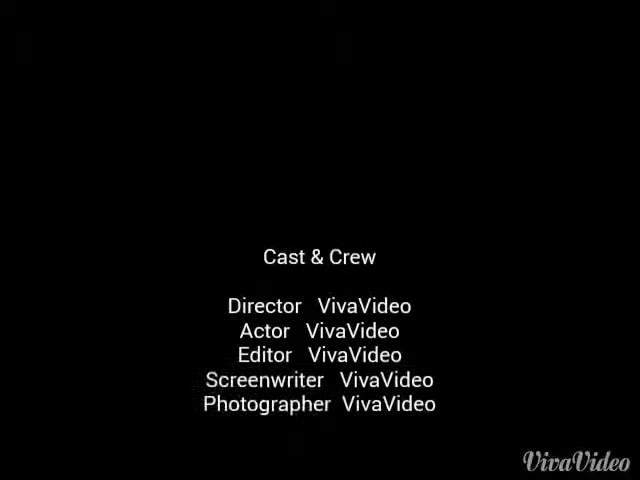 Cast & Crew
Director VivaVideo
Actor VivaVideo
Editor VivaVideo
Screenwriter VivaVideo
Photographer VivaVideo
VivaVideo